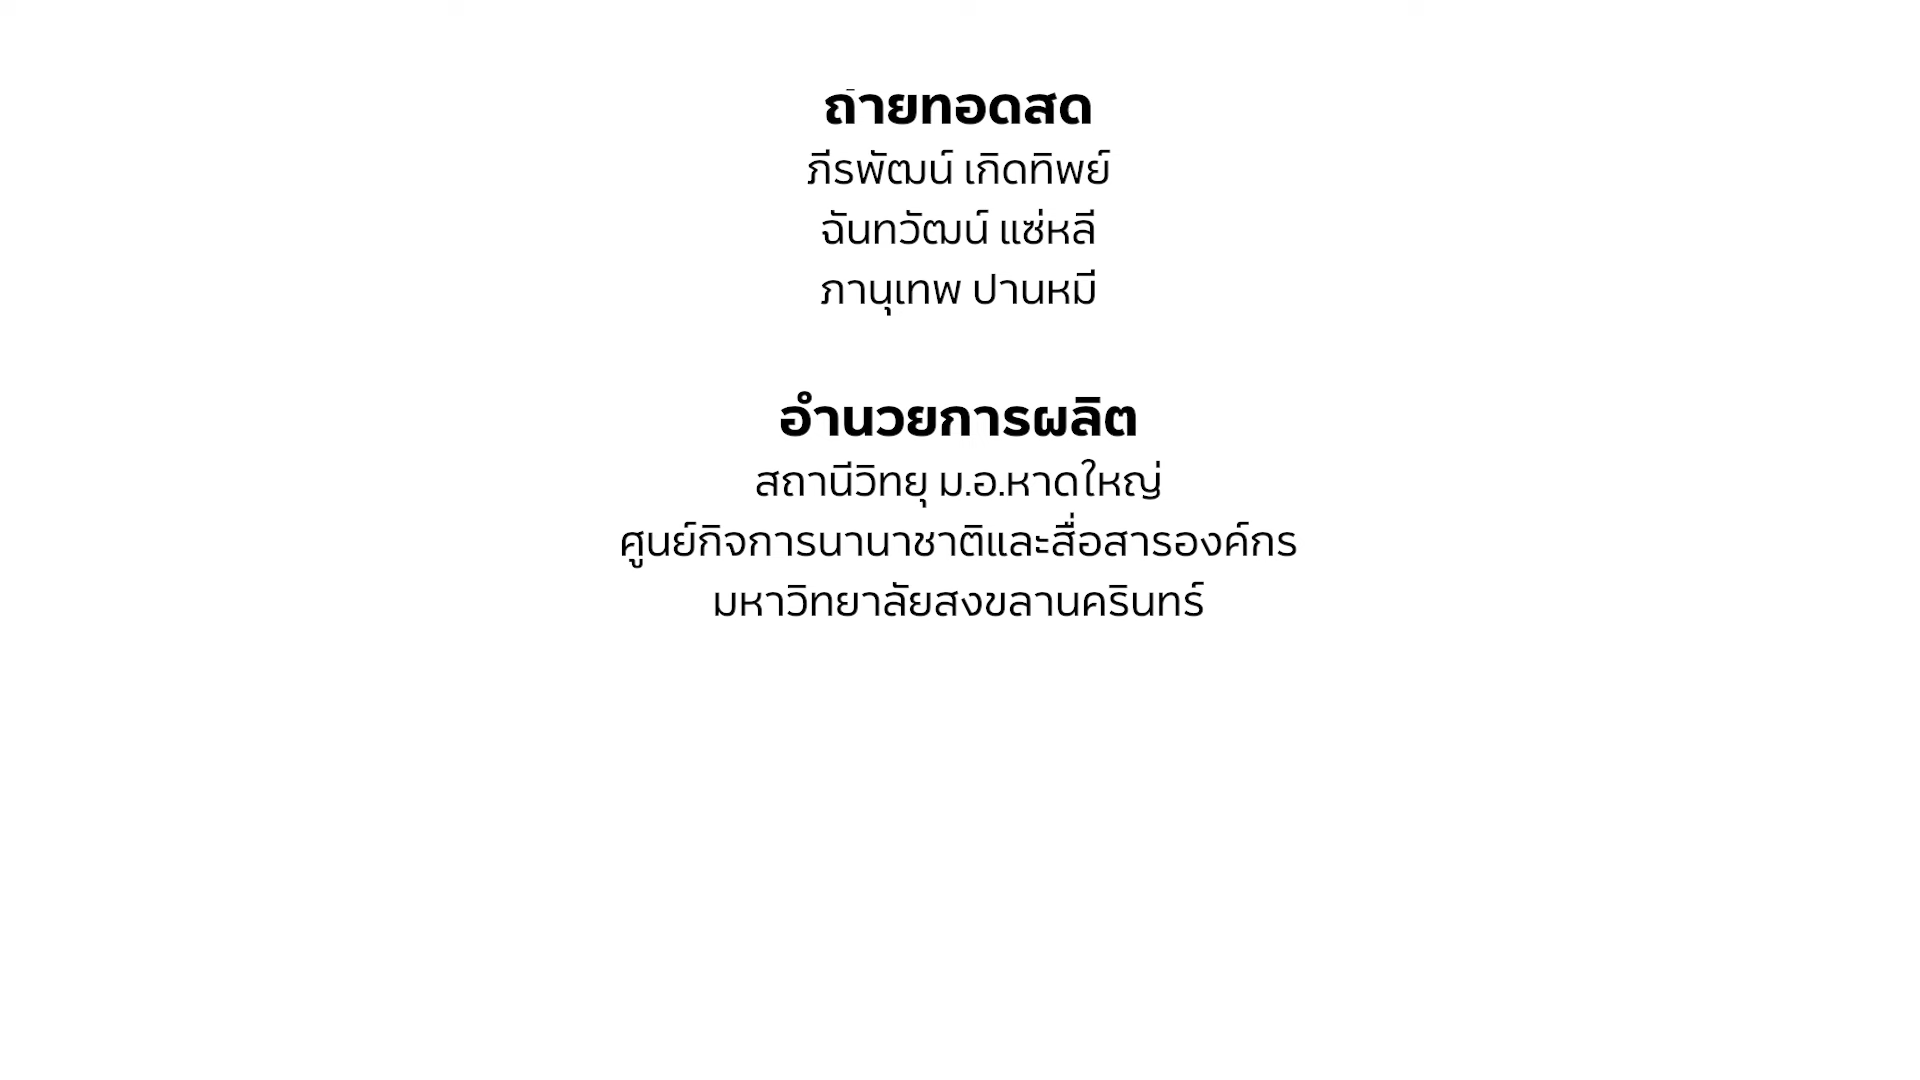 ถ่ายทอดสด
ภีรพัฒน์ เกิดทิพย์
ฉันทวัฒน์ แซ่หลี
ภานุเทพ ปานหมี
อำนวยการผลิต
สถานีวิทยุ ม.อ.หาดใหญ่
ศูนย์กิจการนานาชาติและสื่อสารองค์กร
มหาวิทยาลัยสงขลานครินทร์